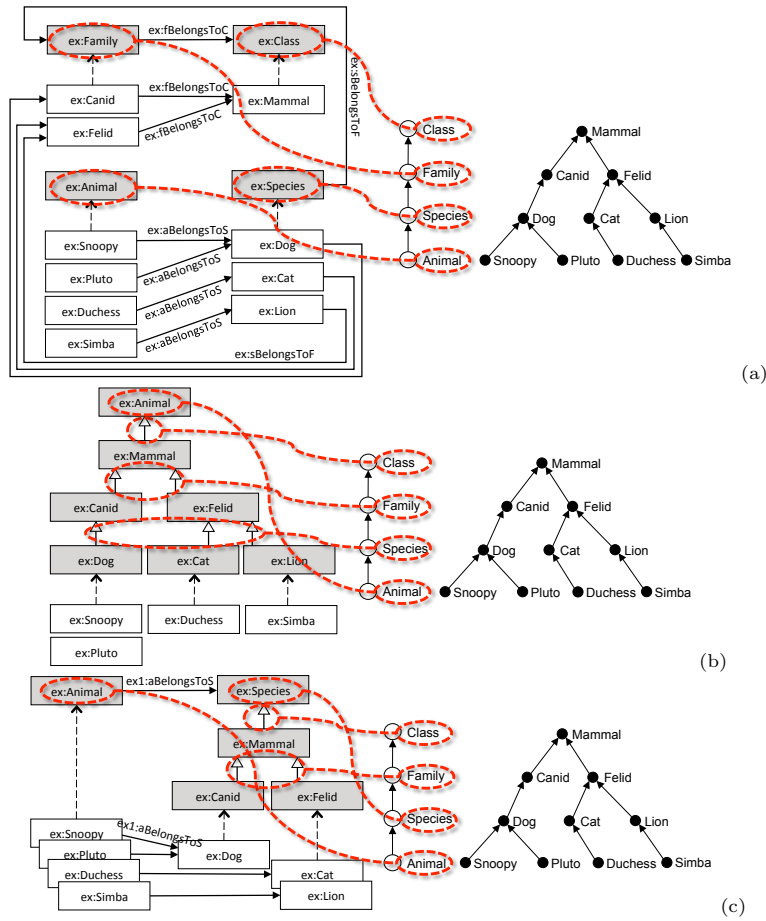 ex:Family
ex:fBelongsToC
ex:Class
ex:sBelongsToF
ex:Canid
ex:fBelongsToC
ex:Mammal
ex:Felid
ex:fBelongsToC
ex:Animal
ex:Species
ex:Snoopy
ex:aBelongsToS
ex:Dog
ex:Pluto
ex:aBelongsToS
ex:Cat
ex:Duchess
ex:aBelongsToS
ex:Lion
ex:Simba
ex:aBelongsToS
ex:sBelongsToF
Class
Family
Species
Animal
Mammal
Canid
Felid
Dog
Cat
Lion
Snoopy
Pluto
Duchess
Simba
(a)
ex:Animal
ex:Mammal
ex:Canid
ex:Felid
ex:Dog
ex:Cat
ex:Lion
ex:Snoopy
ex:Duchess
ex:Simba
ex:Pluto
Class
Family
Species
Animal
Mammal
Canid
Felid
Dog
Cat
Lion
Snoopy
Pluto
Duchess
Simba
(b)
ex:Animal
ex1:aBelongsToS
ex:Species
ex:Mammal
ex:Canid
ex:Felid
ex:Snoopy
ex1:aBelongsToS
ex:Pluto
ex:Dog
ex:Duchess
ex:Cat
ex:Simba
ex:Lion
Class
Family
Species
Animal
Mammal
Canid
Felid
Dog
Cat
Lion
Snoopy
Pluto
Duchess
Simba
(c)